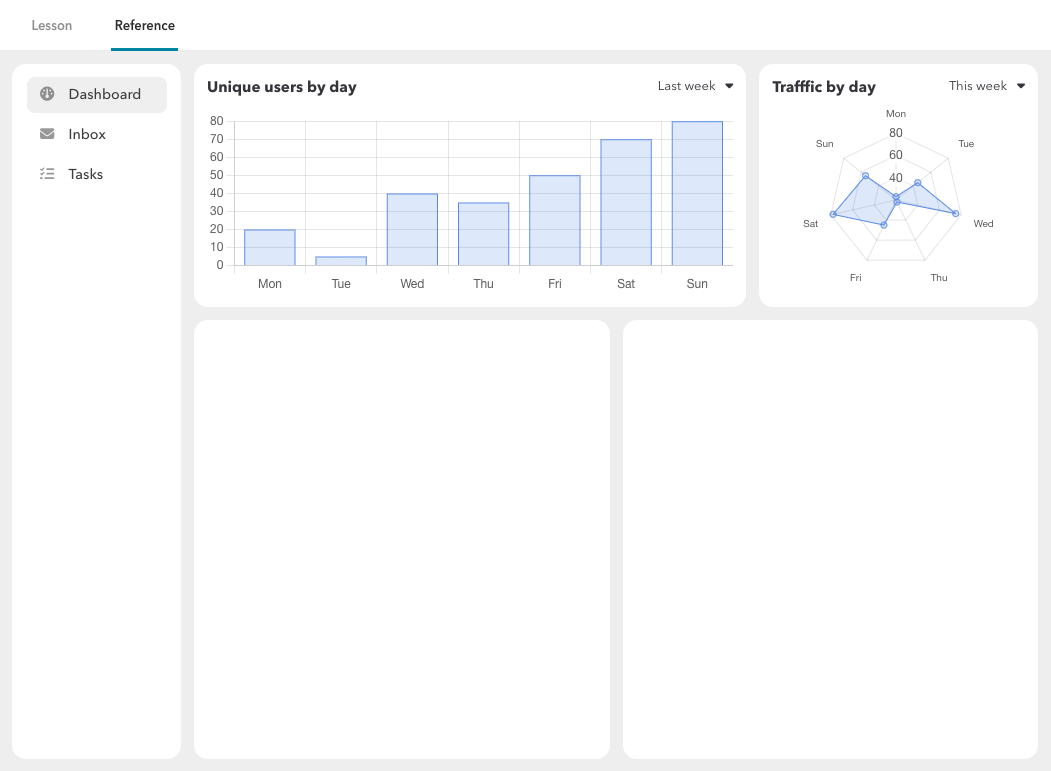 Lesson
Reference
Dashboard
Inbox
Tasks
Unique users by day
Last week
80
70
60
50
40
30
20
10
0
Mon
Tue
Wed
Thu
Fri
Sat
Sun
Trafffic by day
This week
Mon
80
60
40
Sun
Tue
Sat
Wed
Fri
Thu